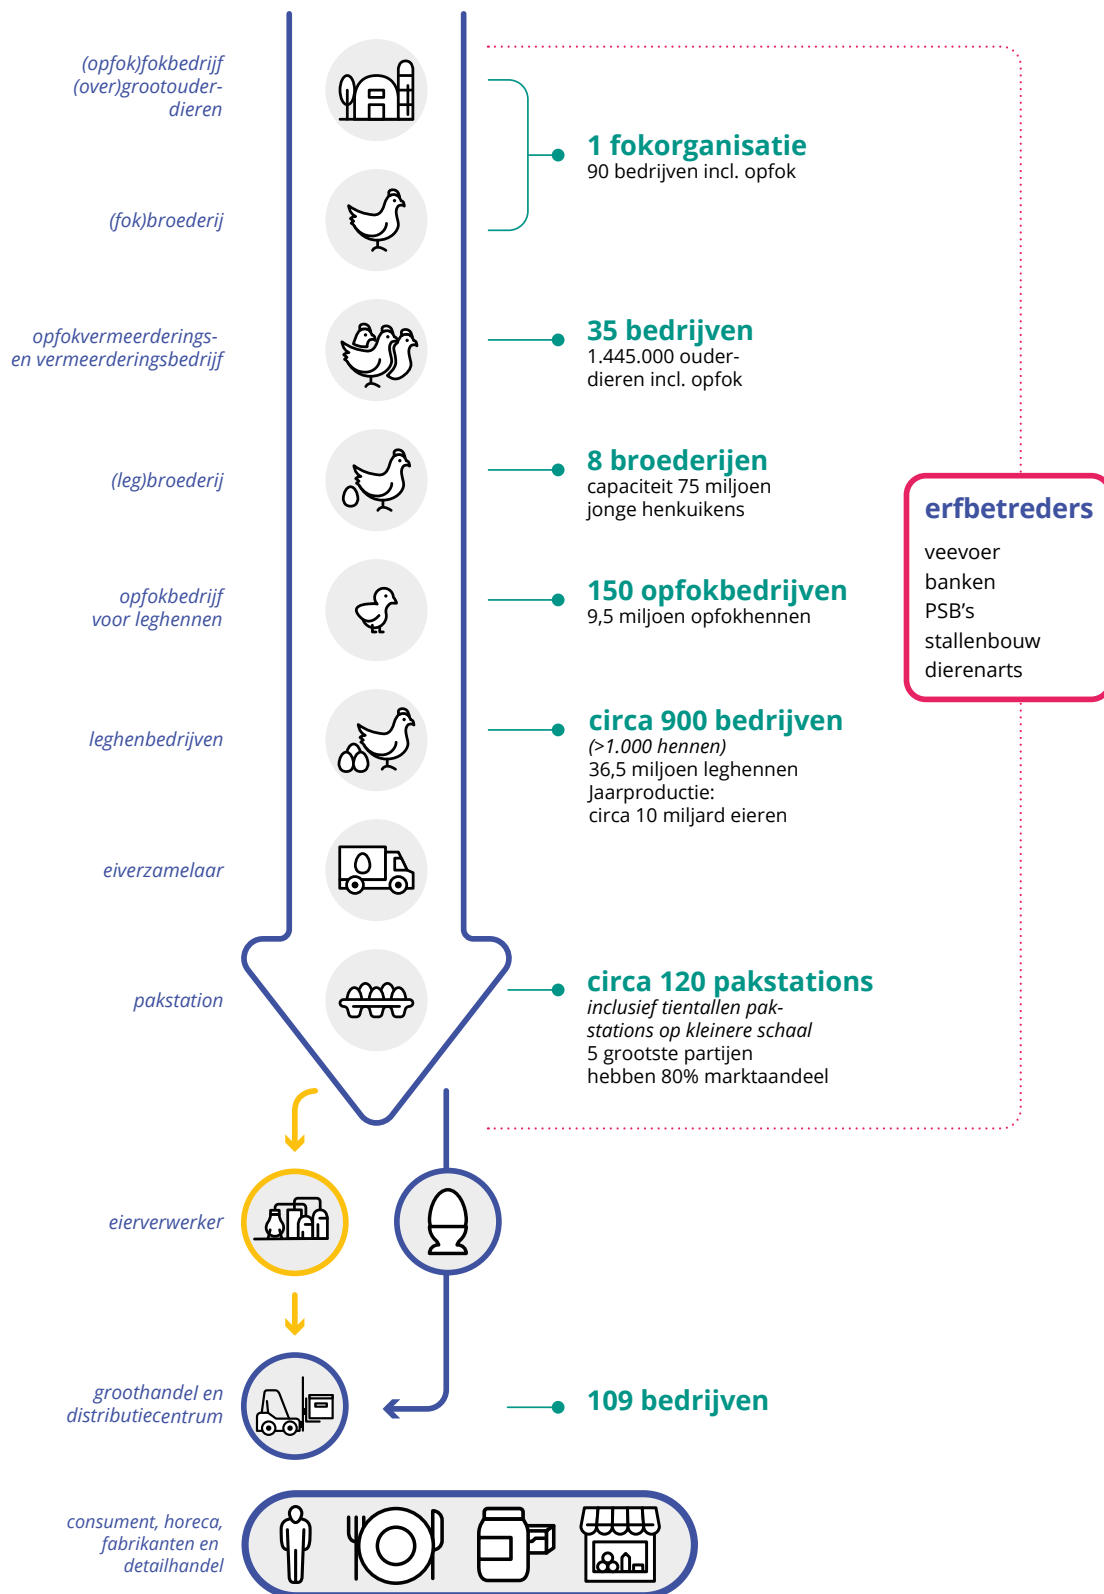 (opfok)fokbedrijf
(over)grootouder-
dieren
1 fokorganisatie
90 bedrijven incl. opfok
(fok)broederij
opfokvermeerderings-
en vermeerderingsbedrijf
35 bedrijven
1.445.000 ouder-
dieren incl. opfok
(leg)broederij
8 broederijen
capaciteit 75 miljoen
jonge henkuikens
erfbetreders
veevoer
banken
PSB's
stallenbouw
dierenarts
opfokbedrijf
voor leghennen
150 opfokbedrijven
9,5 miljoen opfokhennen
leghenbedrijven
circa 900 bedrijven
(>1.000 hennen)
36,5 miljoen leghennen
Jaarproductie:
circa 10 miljard eieren
eiverzamelaar
pakstation
circa 120 pakstations
inclusief tientallen pak-
stations op kleinere schaal
5 grootste partijen
hebben 80% marktaandeel
eierverwerker
groothandel en
distributiecentrum
109 bedrijven
consument, horeca,
fabrikanten en
detailhandel